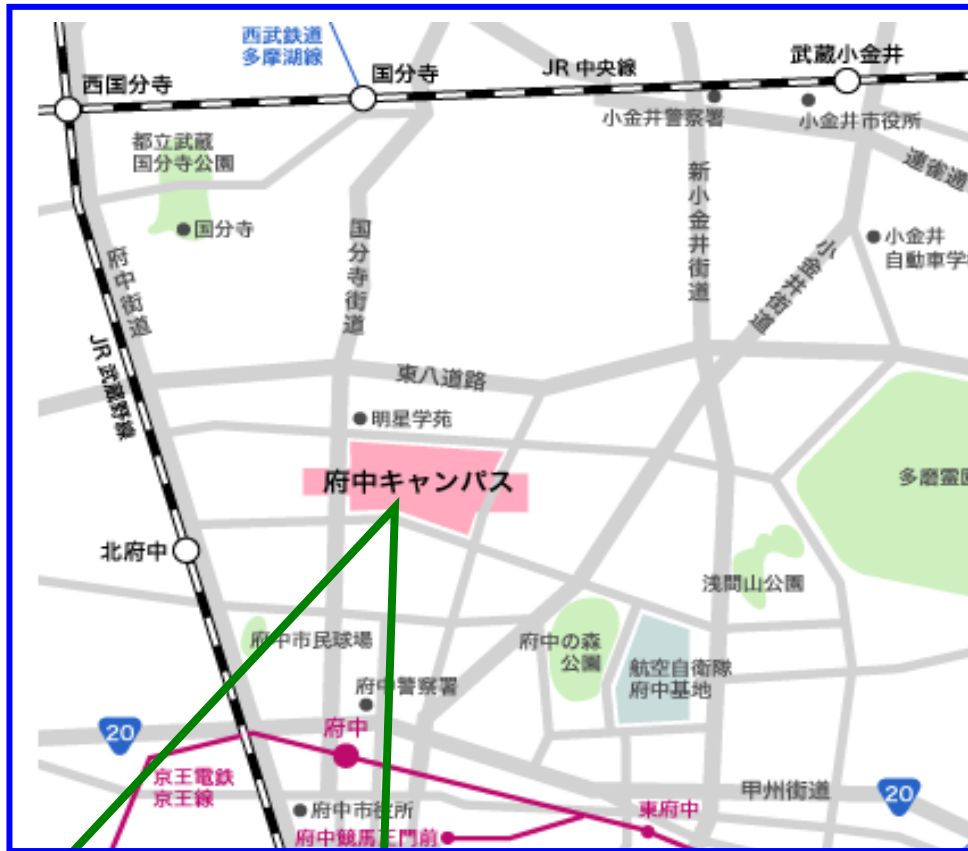 西武鉄道
多摩湖線
西国分寺
国分寺
JR 中央線
武蔵小金井
小金井警察署
小金井市役所
都立武蔵
国分寺公園
連雀通
新小金井街道
国分寺
国分寺街道
小金井街道
小金井
自動車学
府中街道
JR 武蔵野線
東八道路
明星学苑
府中キャンパス
多磨霊園
北府中
浅間山公園
府中市民球場
府中の森
公園
航空自衛隊
府中基地
府中警察署
20
府中
京王電鉄
京王線
甲州街道
20
府中市役所
東府中
府中競馬正門前